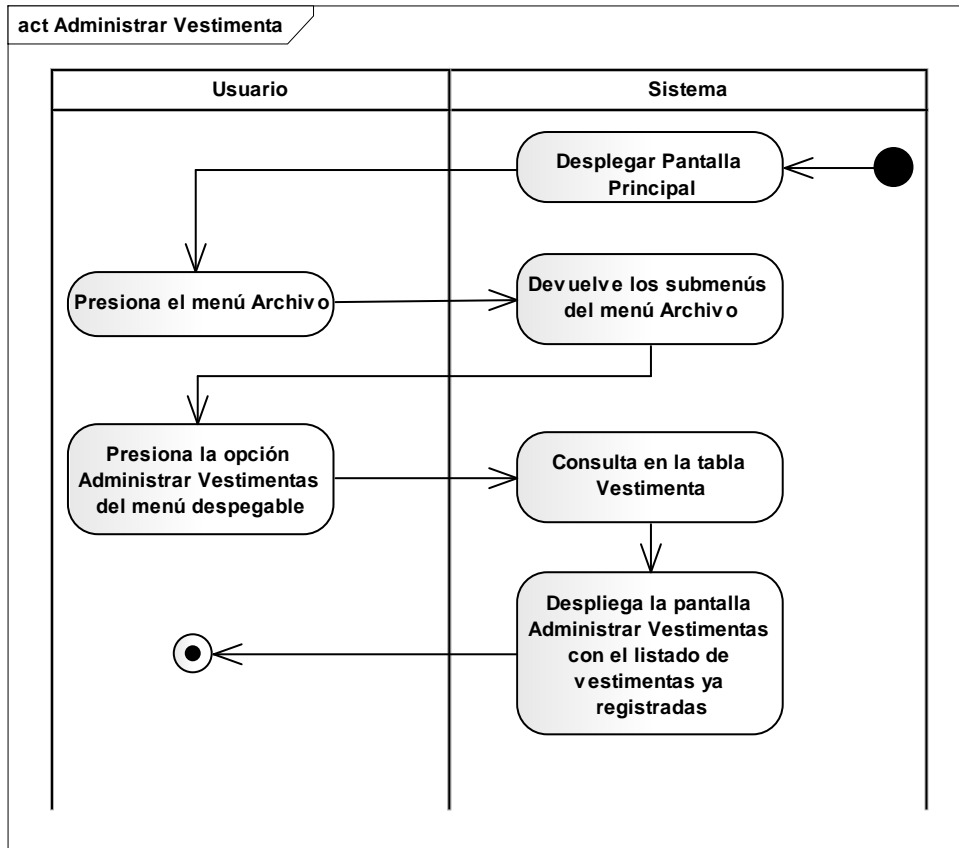 act Administrar Vestimenta
Usuario
Sistema
Desplegar Pantalla
Principal
Presiona el menú Archivo
Devuelve los submenús
del menú Archivo
Presiona la opción
Administrar Vestimentas
del menú despegable
Consulta en la tabla
Vestimenta
Despliega la pantalla
Administrar Vestimentas
con el listado de
vestimentas ya
registradas